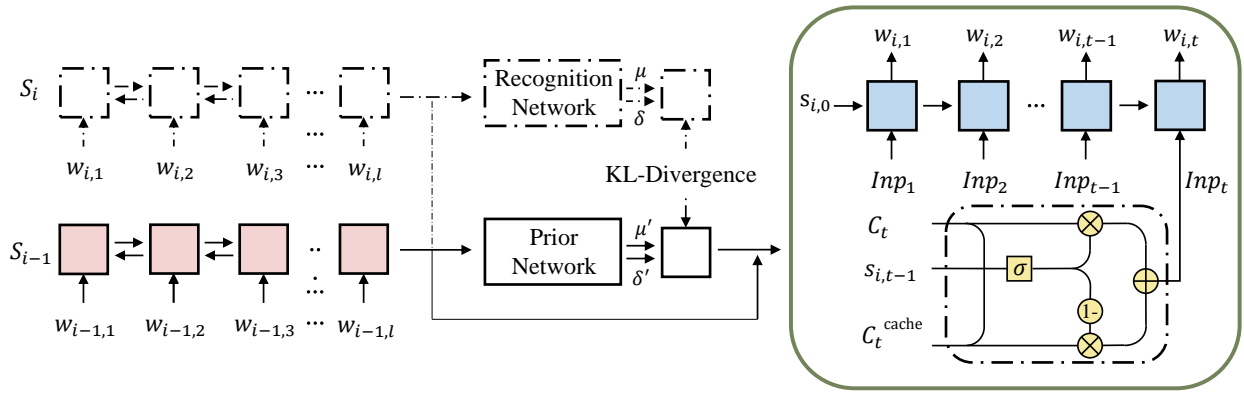 S_i
...
...
...
w_{i,1} w_{i,2} w_{i,3} w_{i,l}
Recognition
Network
μ
δ
KL-Divergence
S_{i-1}
..
.
...
...
w_{i-1,1} w_{i-1,2} w_{i-1,3} w_{i-1,l}
Prior
Network
μ'
δ'
w_{i,1} w_{i,2} w_{i,t-1} w_{i,t}
s_{i,0} ...
Inp_1 Inp_2 Inp_{t-1} Inp_t
C_t
s_{i,t-1} σ
1-
C_t^{cache}